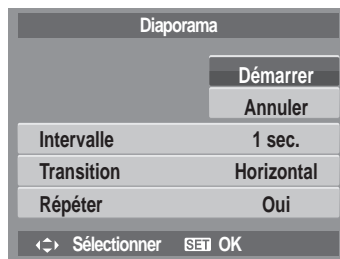 Diaporama
Démarrer
Annuler
Intervalle 1 sec.
Transition Horizontal
Répéter Oui
Sélectionner SET OK